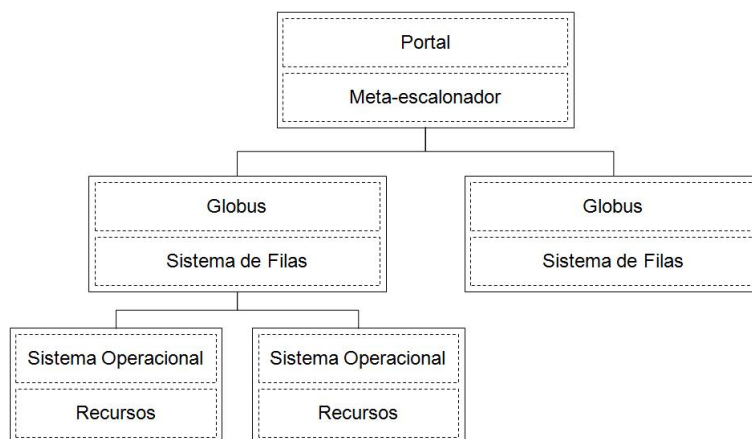 Portal
Meta-escalonador
Globus
Sistema de Filas
Globus
Sistema de Filas
Sistema Operacional
Recursos
Sistema Operacional
Recursos